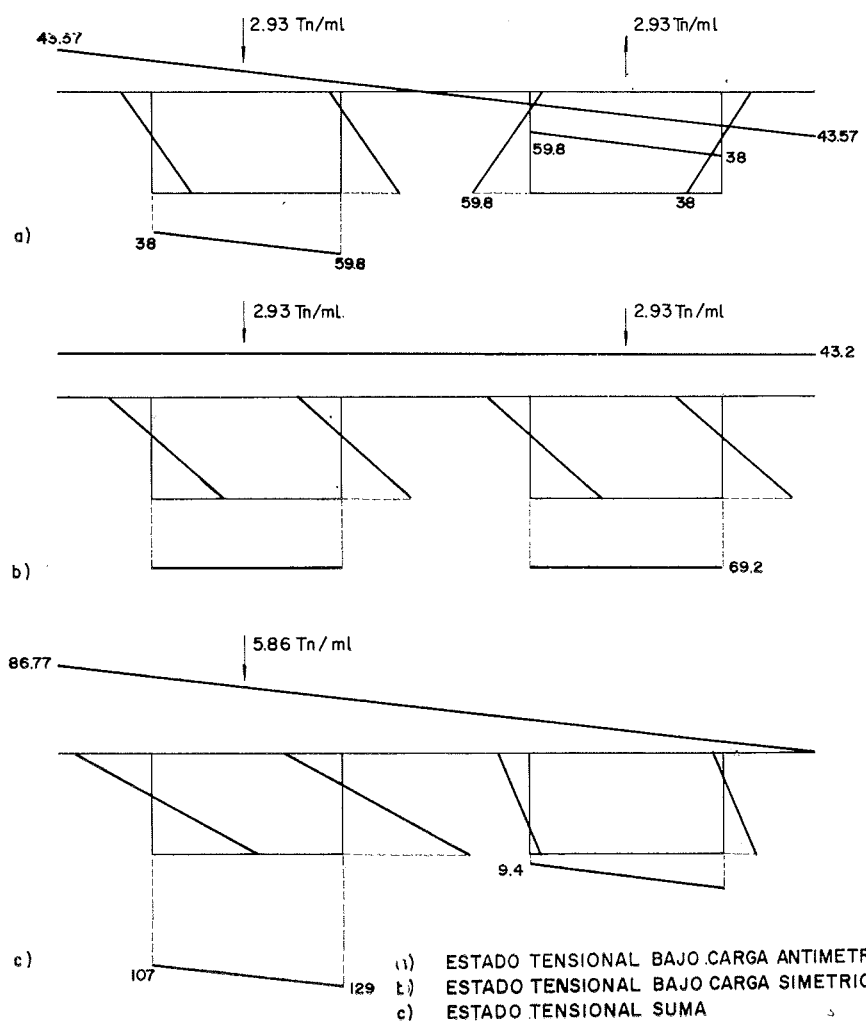 2.93 Tn/ml
2.93 Tn/ml
43.57
43.57
59.8
38
59.8
38
a)
38
59.8
2.93 Tn/ml.
2.93 Tn/ml
43.2
b)
69.2
5.86 Tn/ml
86.77
9.4
c)
107
129
a) ESTADO TENSIONAL BAJO CARGA ANTIMETR
b) ESTADO TENSIONAL BAJO CARGA SIMETRIC
c) ESTADO TENSIONAL SUMA